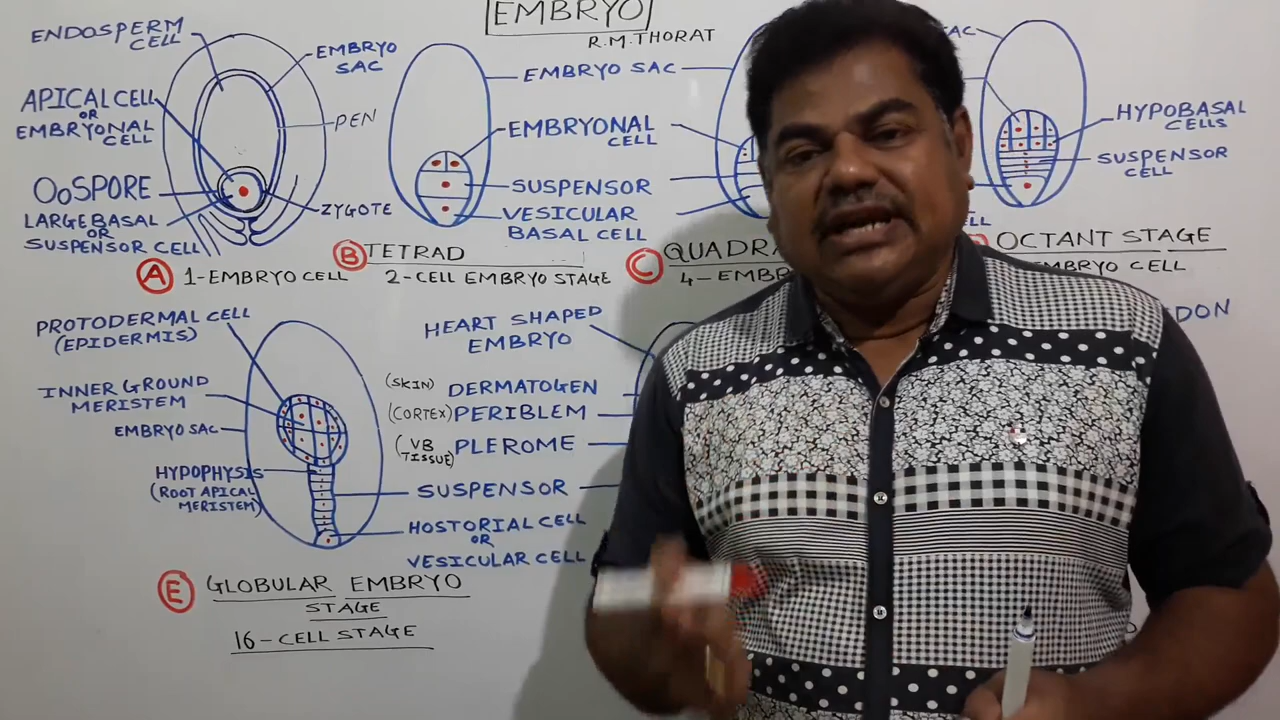 EMBRYO
R.M.THORAT
ENDOSPERM
CELL
EMBRYO
SAC
APICAL CELL
OR
EMBRYONAL
CELL
PEN
OoSPORE
LARGE BASAL
OR
SUSPENSOR CELL
ZYGOTE
A 1-EMBRYO CELL
EMBRYO SAC
EMBRYONAL
CELL
SUSPENSOR
VESICULAR
BASAL CELL
B TETRAD
2-CELL EMBRYO STAGE
C
4-
HYPOBASAL
CELLS
SUSPENSOR
CELL
OCTANT STAGE
CELL
PROTODERMAL CELL
(EPIDERMIS)
INNER GROUND
MERISTEM
EMBRYO SAC
HYPOPHYSIS
(ROOT APICAL
MERISTEM)
SUSPENSOR
HOSTORIAL CELL
OR
VESICULAR CELL
E GLOBULAR EMBRYO
STAGE
16-CELL STAGE
HEART SHAPED
EMBRYO
(SKIN) DERMATOGEN
(CORTEX) PERIBLEM
(VB
TISSUE) PLEROME